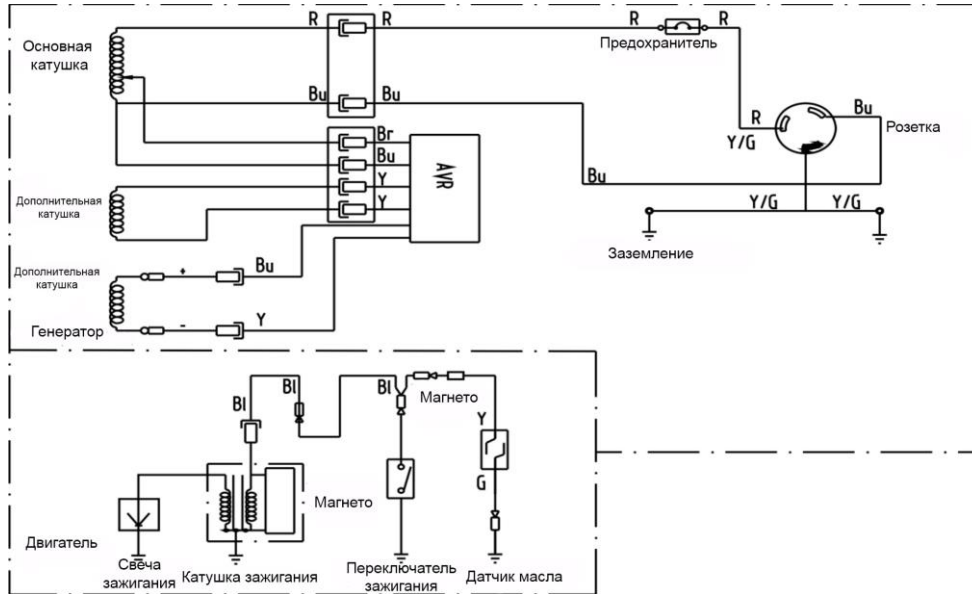 R
R
R
R
Предохранитель
Основная
катушка
Bu
Bu
Bu
Розетка
R
Y/G
Br
Bu
Y
Y
AVR
Bu
Y/G
Y/G
Заземление
Дополнительная
катушка
Дополнительная
катушка
+
Bu
-
Y
Генератор
Bl
Bl
Bl
Магнето
Y
G
Магнето
Двигатель
Свеча
зажигания
Катушка зажигания
Переключатель
зажигания
Датчик масла